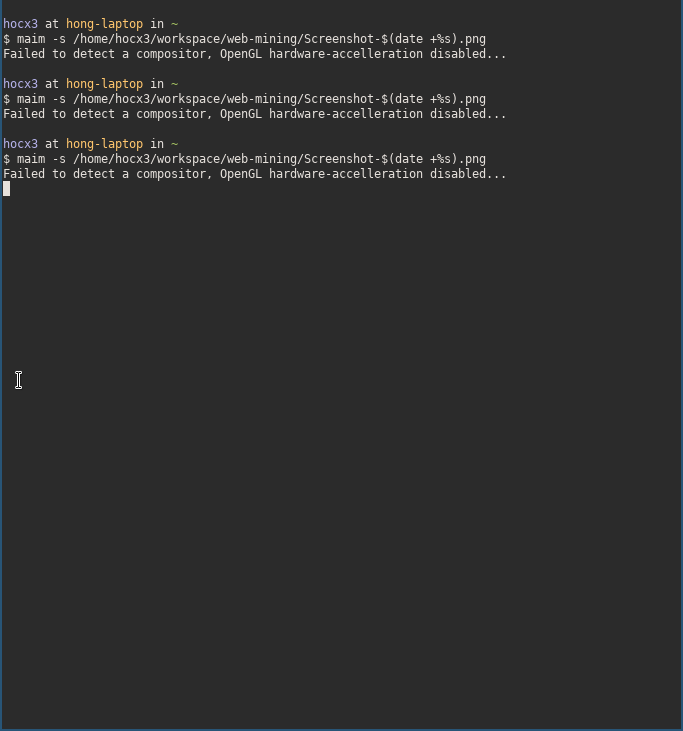 hocx3 at hong-laptop in ~
$ maim -s /home/hocx3/workspace/web-mining/Screenshot-$(date +%s).png
Failed to detect a compositor, OpenGL hardware-accelleration disabled...
hocx3 at hong-laptop in ~
$ maim -s /home/hocx3/workspace/web-mining/Screenshot-$(date +%s).png
Failed to detect a compositor, OpenGL hardware-accelleration disabled...
hocx3 at hong-laptop in ~
$ maim -s /home/hocx3/workspace/web-mining/Screenshot-$(date +%s).png
Failed to detect a compositor, OpenGL hardware-accelleration disabled...